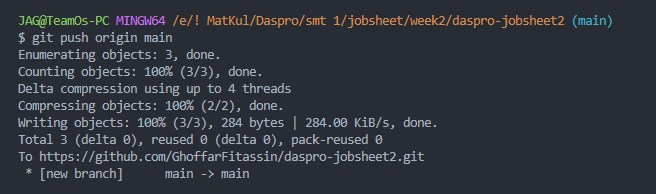 JAG@TeamOs-PC MINGW64 /e/! MatKul/Daspro/smt 1/jobsheet/week2/daspro-jobsheet2 (main)
$ git push origin main
Enumerating objects: 3, done.
Counting objects: 100% (3/3), done.
Delta compression using up to 4 threads
Compressing objects: 100% (2/2), done.
Writing objects: 100% (3/3), 284 bytes | 284.00 KiB/s, done.
Total 3 (delta 0), reused 0 (delta 0), pack-reused 0
To https://github.com/GhoffarFitassin/daspro-jobsheet2.git
 * [new branch]      main -> main